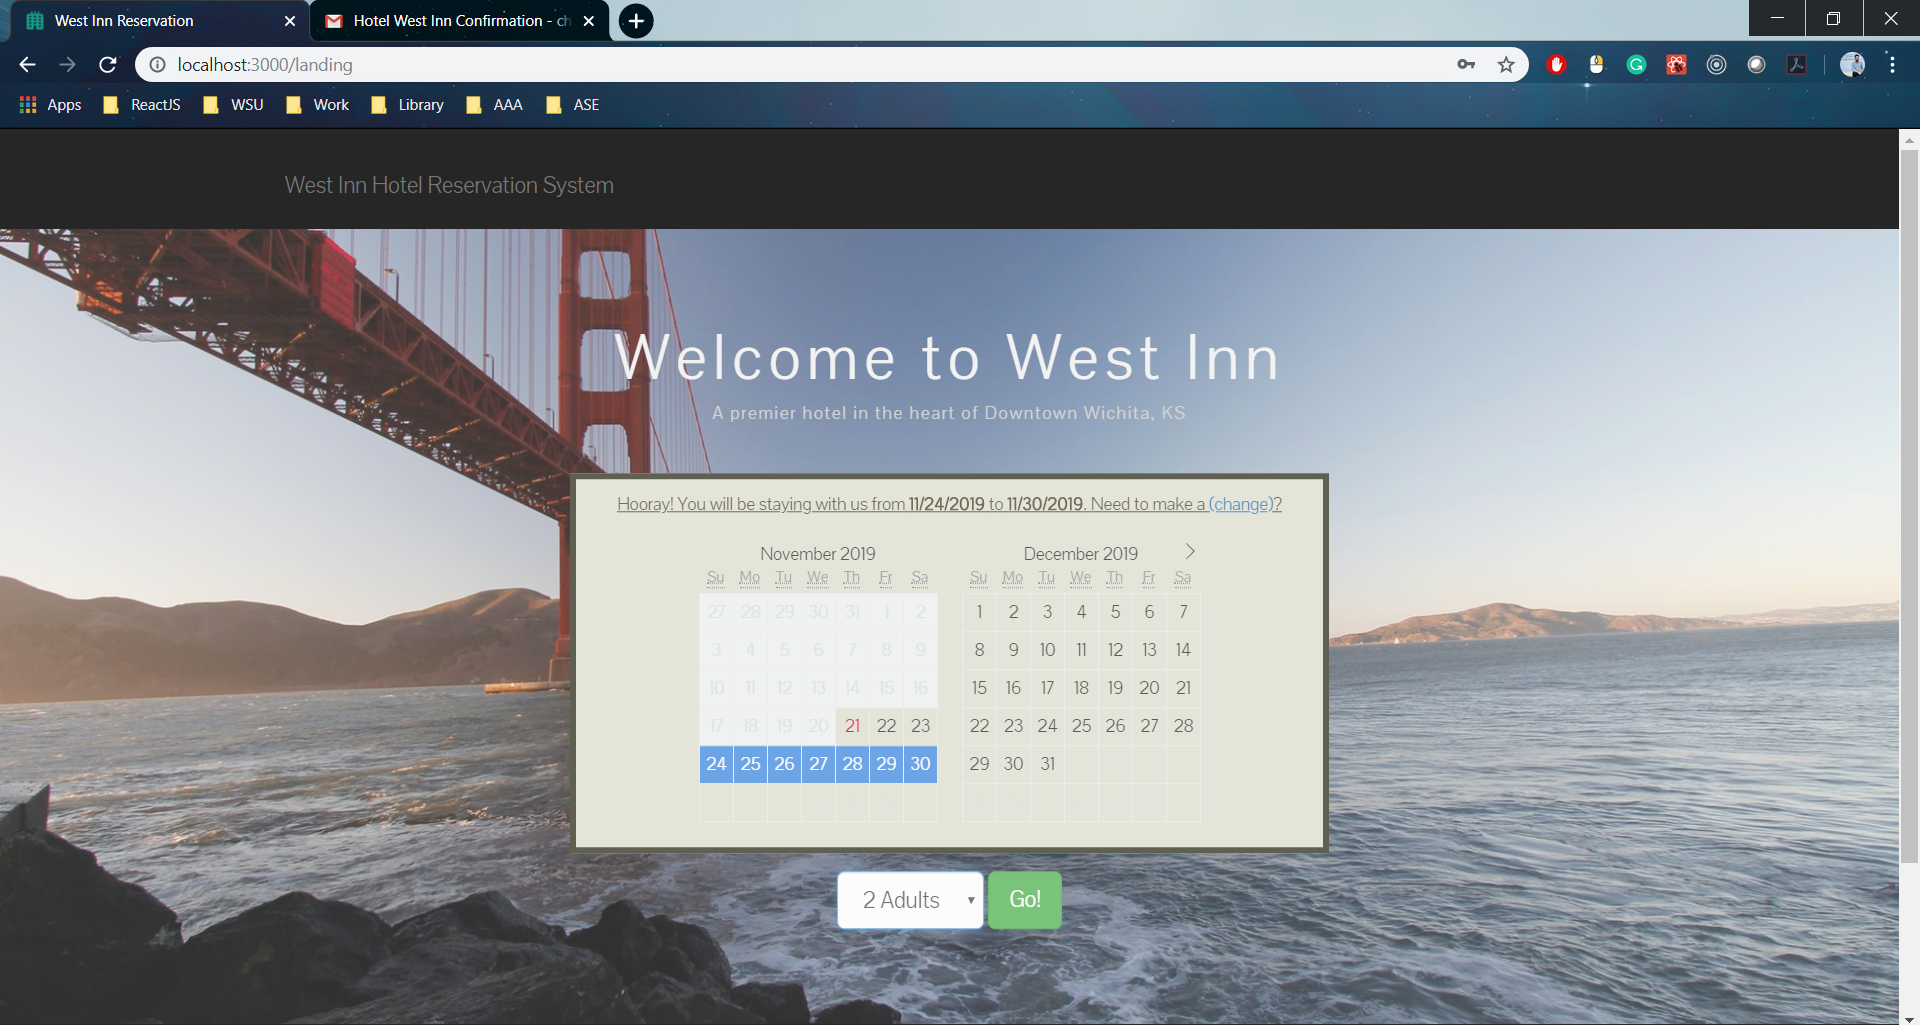 West Inn Reservation
Hotel West Inn Confirmation - ch
localhost:3000/landing
Apps ReactJS WSU Work Library AAA ASE
West Inn Hotel Reservation System
Welcome to West Inn
A premier hotel in the heart of Downtown Wichita, KS
Hooray! You will be staying with us from 11/24/2019 to 11/30/2019. Need to make a (change)?
November 2019
Su Mo Tu We Th Fr Sa
27 28 29 30 31 1 2
3 4 5 6 7 8 9
10 11 12 13 14 15 16
17 18 19 20 21 22 23
24 25 26 27 28 29 30
December 2019
Su Mo Tu We Th Fr Sa
1 2 3 4 5 6 7
8 9 10 11 12 13 14
15 16 17 18 19 20 21
22 23 24 25 26 27 28
29 30 31
2 Adults
Go!